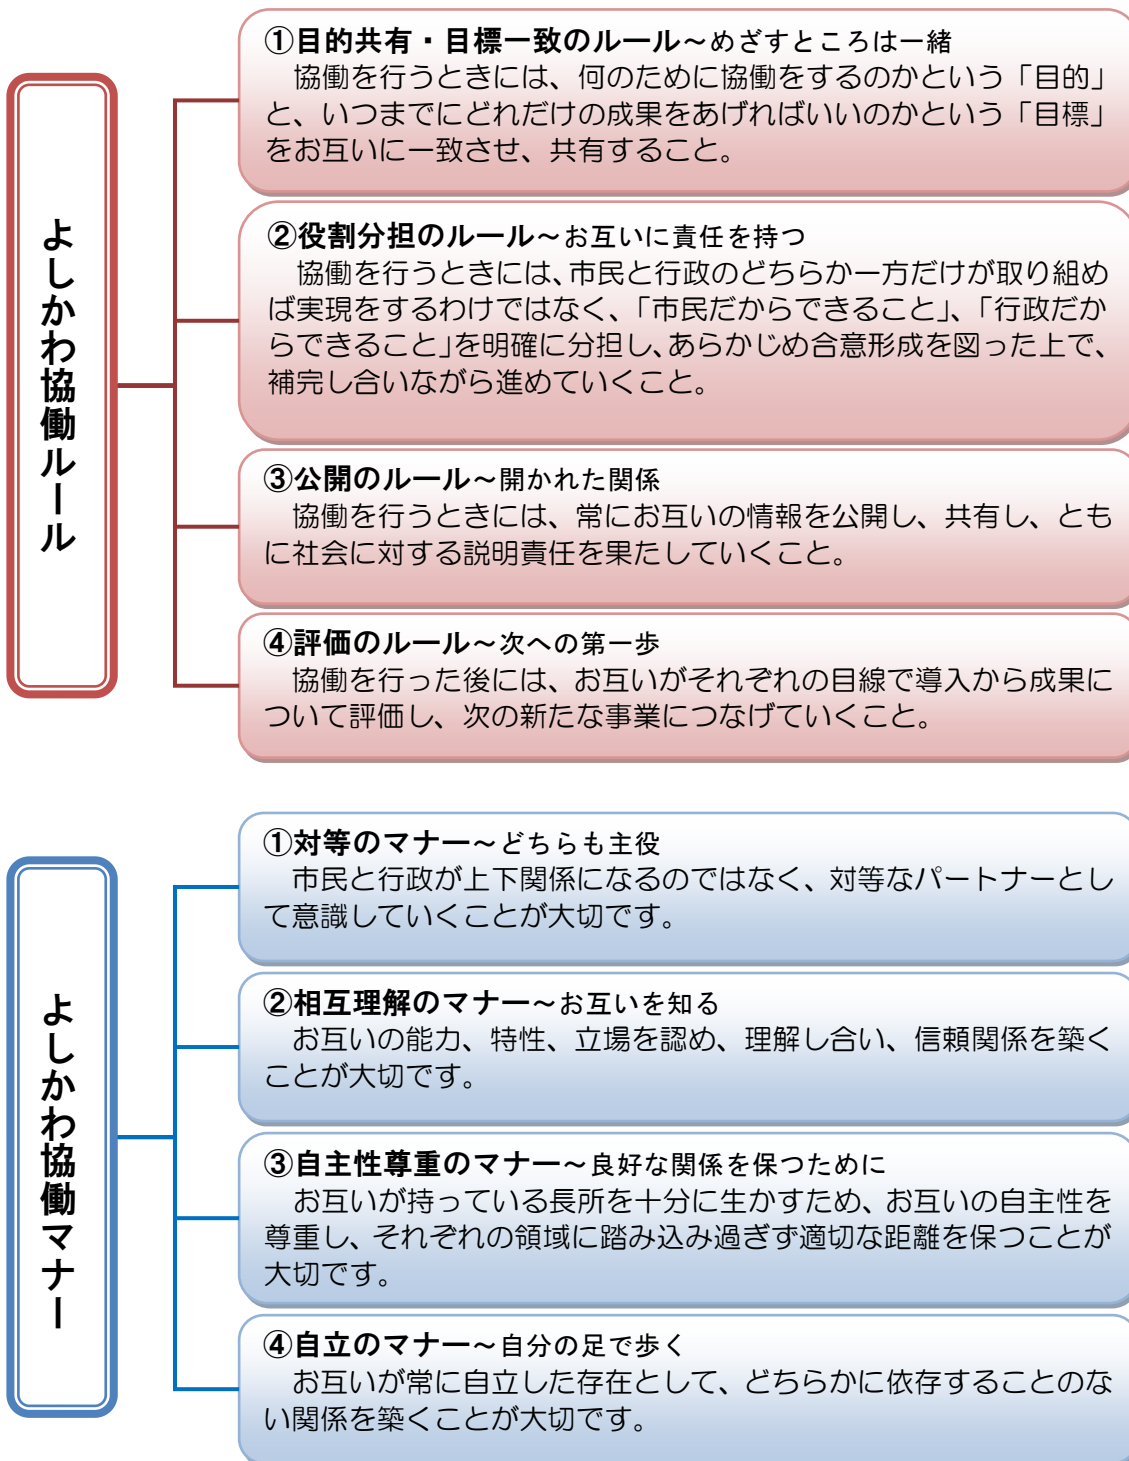 よしかわ協働ルール
①目的共有・目標一致のルール~めざすところは一緒
協働を行うときには、何のために協働をするのかという「目的」
と、いつまでにどれだけの成果をあげればいいのかという「目標」
をお互いに一致させ、共有すること。
②役割分担のルール~お互いに責任を持つ
協働を行うときには、市民と行政のどちらか一方だけが取り組め
ば実現をするわけではなく、「市民だからできること」、「行政だか
らできること」を明確に分担し、あらかじめ合意形成を図った上で、
補完し合いながら進めていくこと。
③公開のルール~開かれた関係
協働を行うときには、常にお互いの情報を公開し、共有し、とも
に社会に対する説明責任を果たしていくこと。
④評価のルール~次への第一歩
協働を行った後には、お互いがそれぞれの目線で導入から成果に
ついて評価し、次の新たな事業につなげていくこと。
よしかわ協働マナー
①対等のマナー~どちらも主役
市民と行政が上下関係になるのではなく、対等なパートナーとし
て意識していくことが大切です。
②相互理解のマナー~お互いを知る
お互いの能力、特性、立場を認め、理解し合い、信頼関係を築く
ことが大切です。
③自主性尊重のマナー~良好な関係を保つために
お互いが持っている長所を十分に生かすため、お互いの自主性を
尊重し、それぞれの領域に踏み込み過ぎず適切な距離を保つことが
大切です。
④自立のマナー~自分の足で歩く
お互いが常に自立した存在として、どちらかに依存することのな
い関係を築くことが大切です。